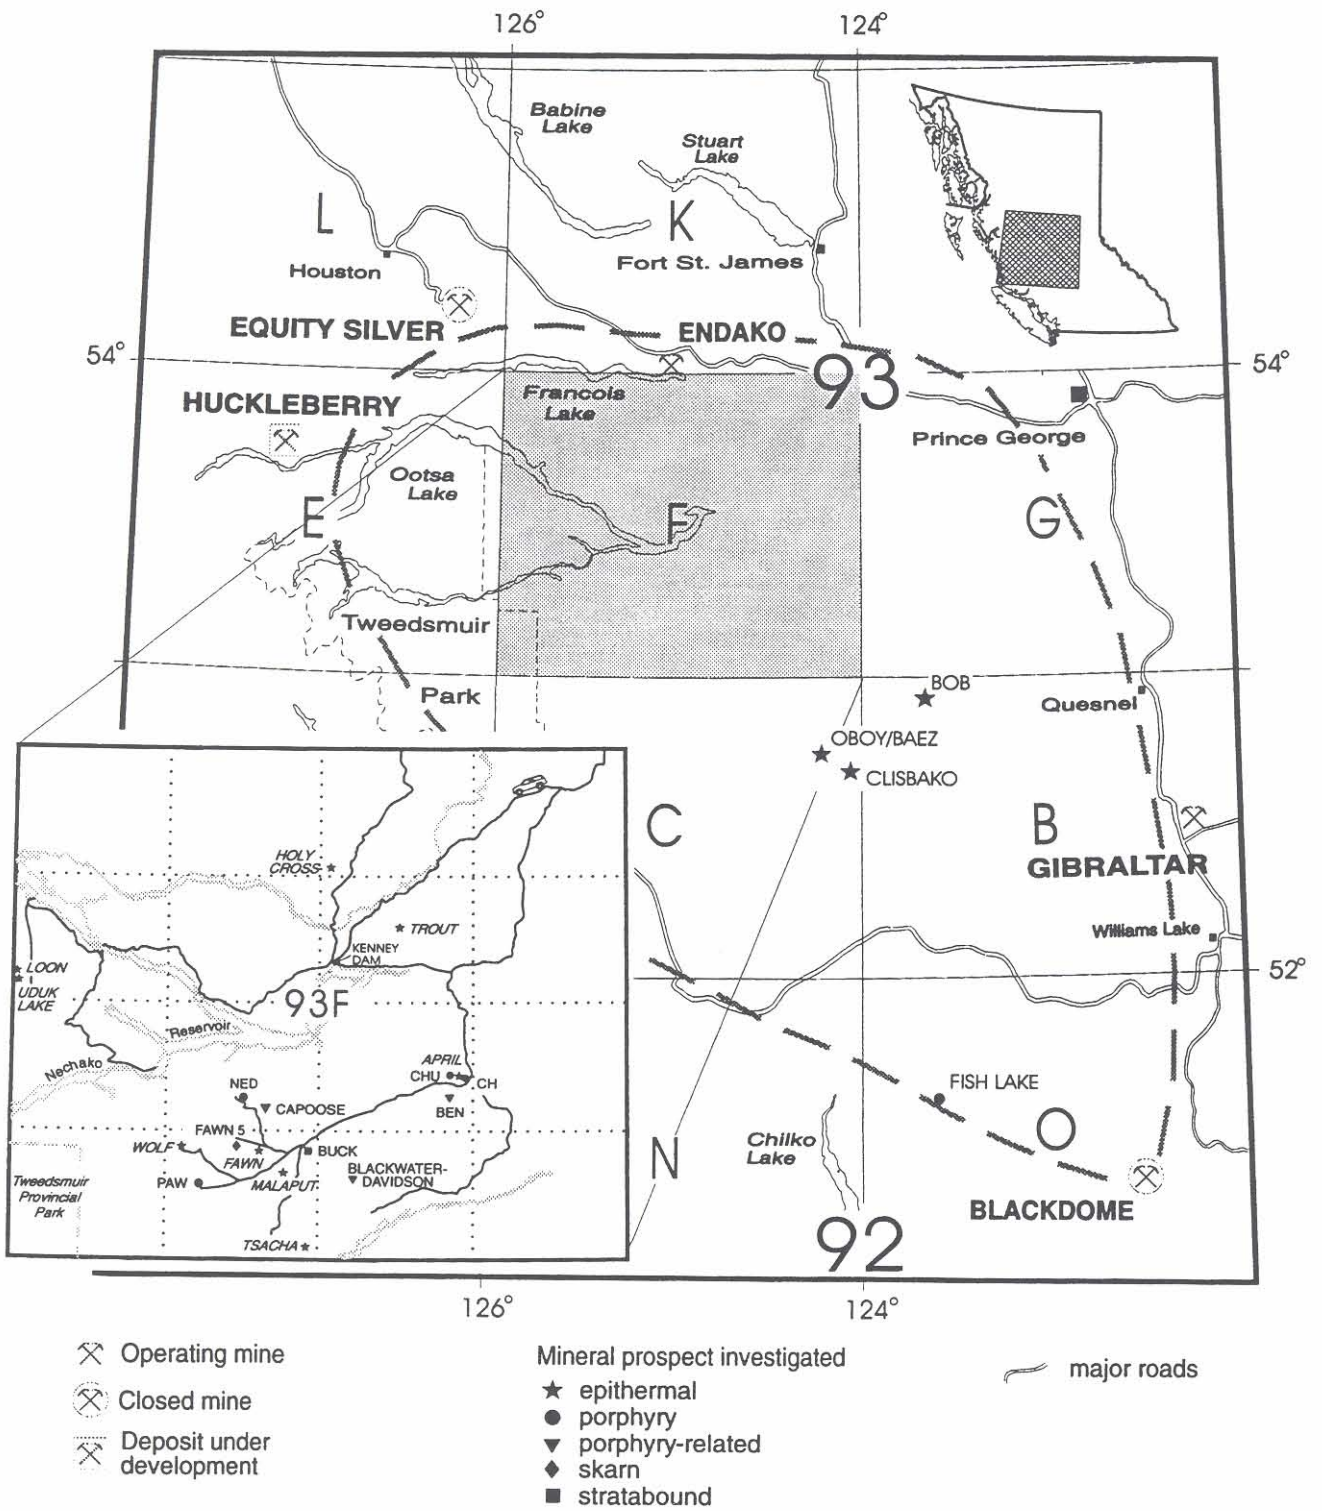 126°
124°
Babine
Lake
Stuart
Lake
L
K
Houston
Fort St. James
EQUITY SILVER
ENDAKO
54°
54°
93
HUCKLEBERRY
Francois
Lake
Prince George
Ootsa
Lake
E
F
G
Tweedsmuir
Park
BOB
Quesnel
OBOY/BAEZ
CLISBAKO
C
B
GIBRALTAR
Williams Lake
52°
FISH LAKE
O
Chilko
Lake
N
BLACKDOME
92
HOLY
CROSS
TROUT
KENNEY
DAM
LOON
UDUK
LAKE
93F
Reservoir
Nechako
APRIL
CHU
CH
NED
CAPOOSE
BEN
FAWN 5
WOLF
FAWN
BUCK
PAW
MALAPUT
BLACKWATER-
DAVIDSON
Tweedsmuir
Provincial
Park
TSACHA
126°
124°
Operating mine
Closed mine
Deposit under
development
Mineral prospect investigated
epithermal
porphyry
porphyry-related
skarn
stratabound
major roads